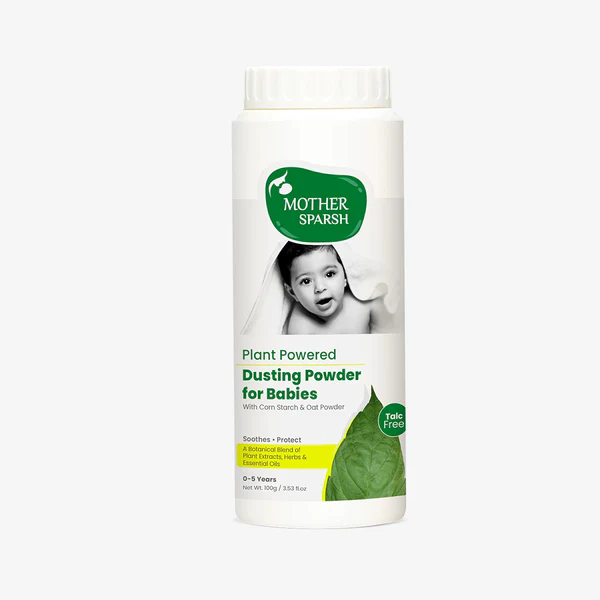 MOTHER
SPARSH
Plant Powered
Dusting Powder
for Babies
With Corn Starch & Oat Powder
Talc
Free
Soothes • Protect
A Botanical Blend of
Plant Extracts, Herbs &
Essential Oils
0-5 Years
Net Wt. 100g / 3.53 fl.oz